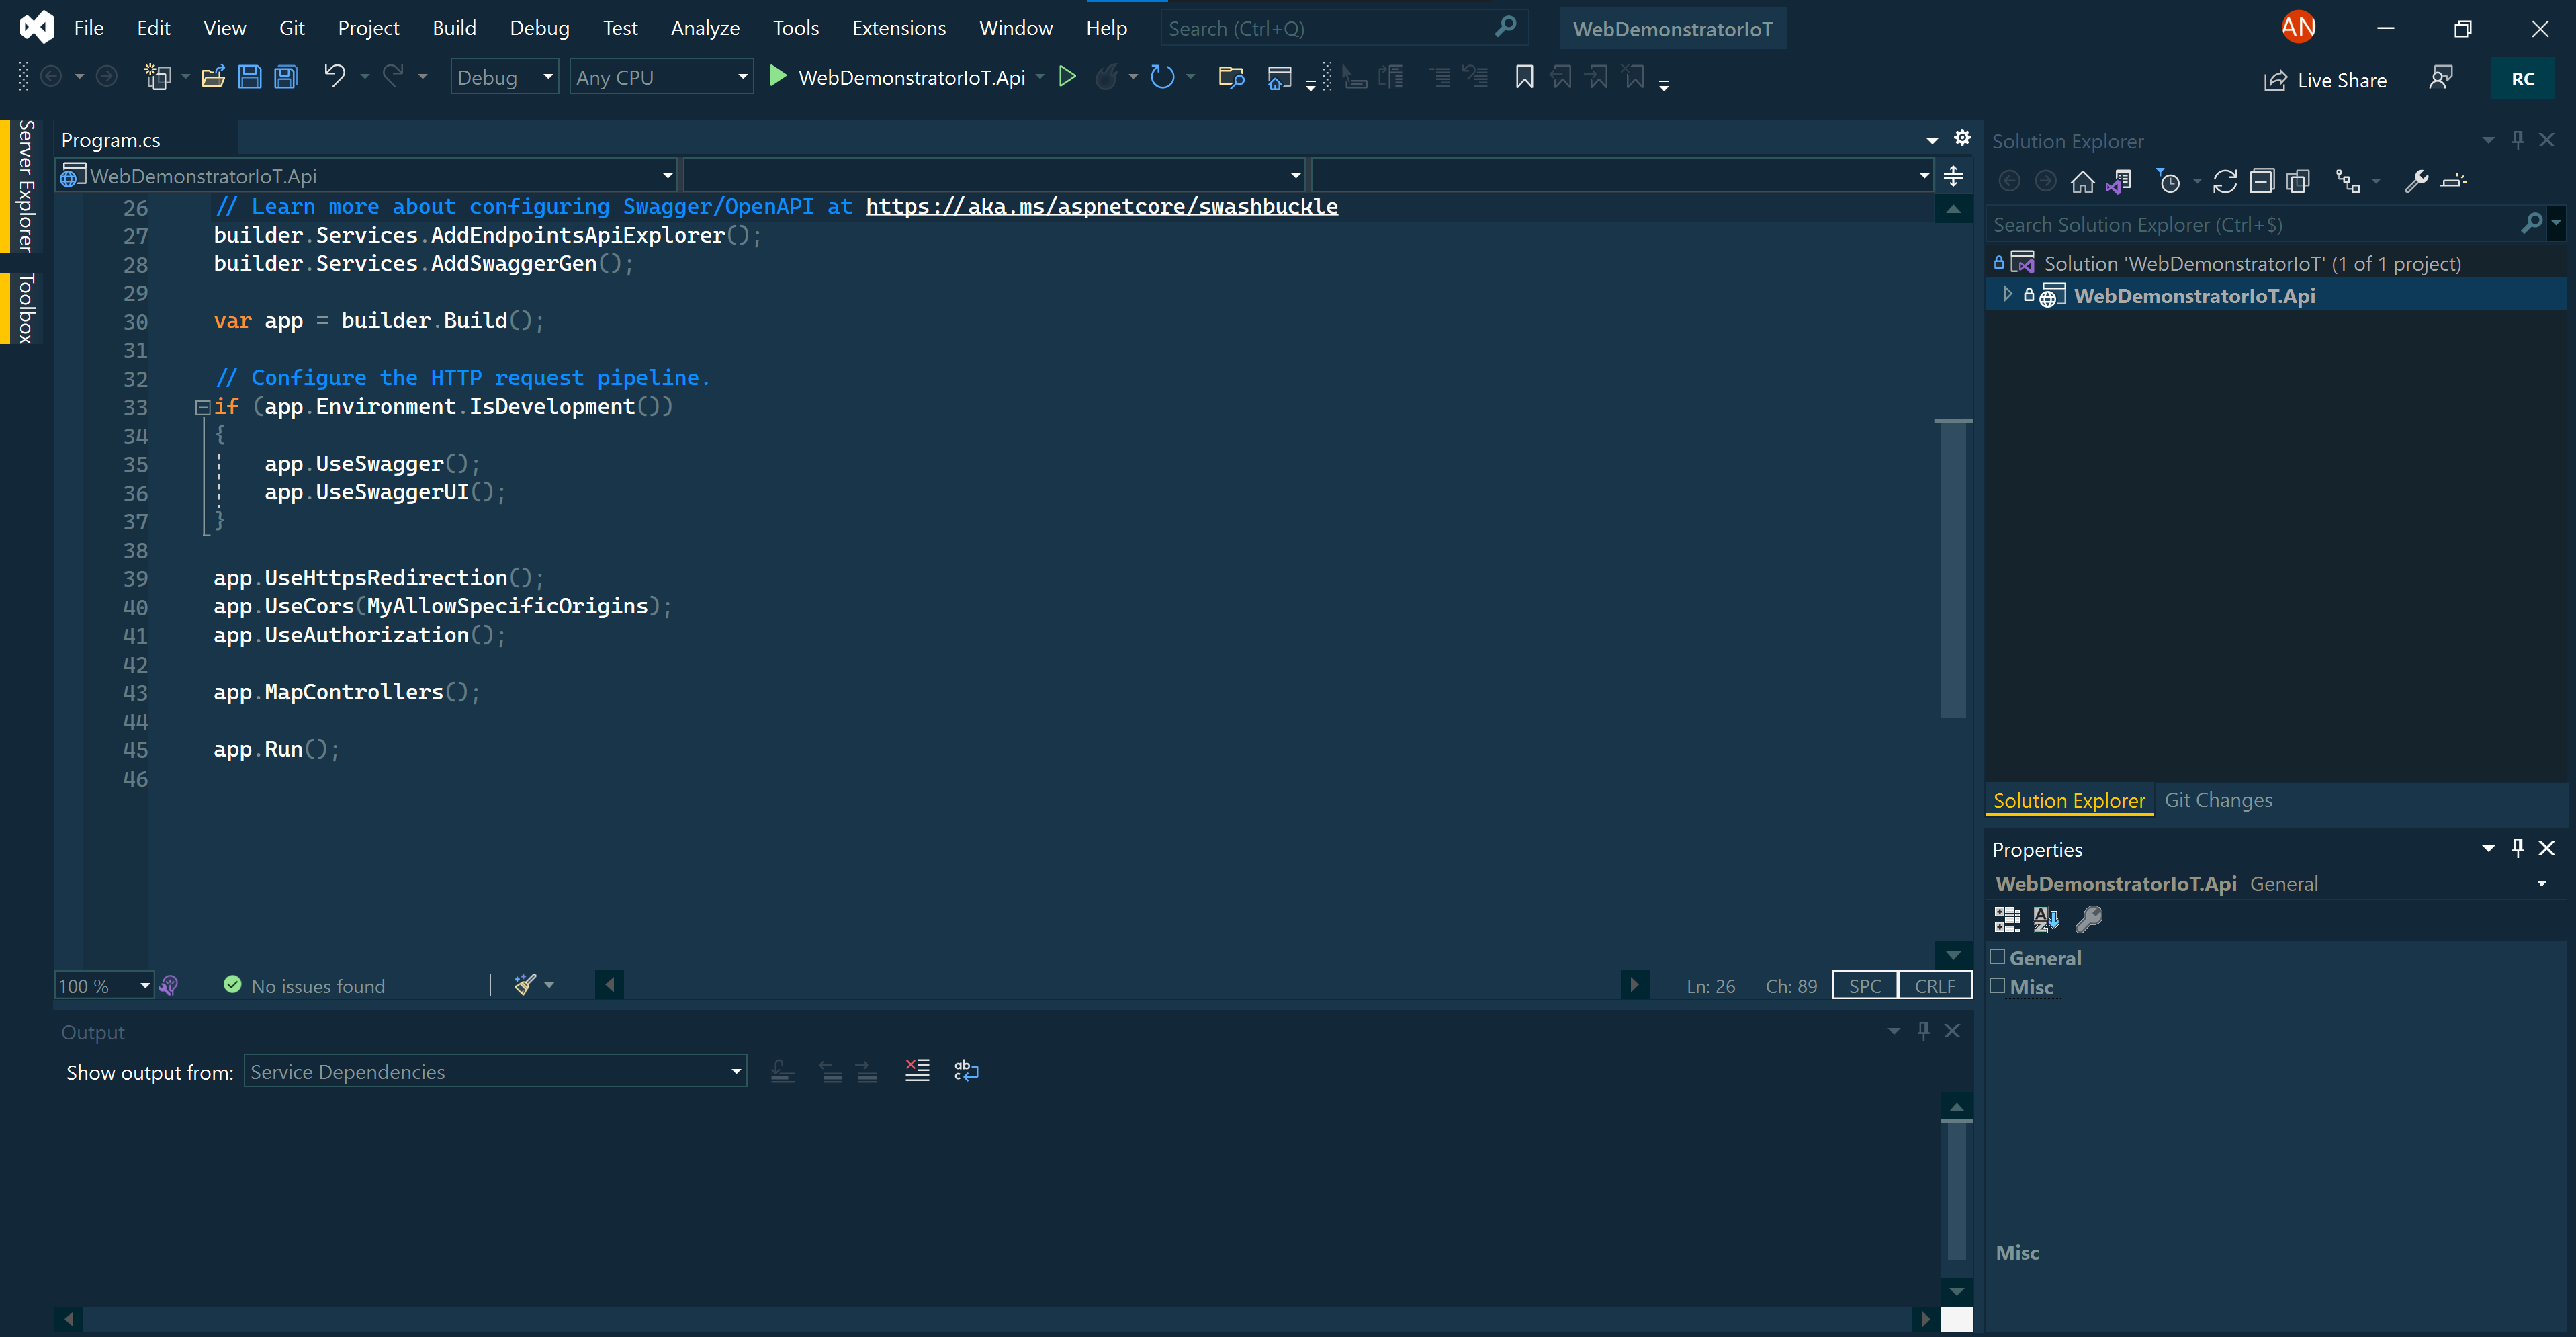 File Edit View Git Project Build Debug Test Analyze Tools Extensions Window Help Search (Ctrl+Q) WebDemonstratorIoT AN
Debug Any CPU WebDemonstratorIoT.Api Live Share RC
Server Explorer
Toolbox
Program.cs
WebDemonstratorIoT.Api
26 // Learn more about configuring Swagger/OpenAPI at https://aka.ms/aspnetcore/swashbuckle
27 builder.Services.AddEndpointsApiExplorer();
28 builder.Services.AddSwaggerGen();
29
30 var app = builder.Build();
31
32 // Configure the HTTP request pipeline.
33 if (app.Environment.IsDevelopment())
34 {
35 app.UseSwagger();
36 app.UseSwaggerUI();
37 }
38
39 app.UseHttpsRedirection();
40 app.UseCors(MyAllowSpecificOrigins);
41 app.UseAuthorization();
42
43 app.MapControllers();
44
45 app.Run();
46
100 % No issues found Ln: 26 Ch: 89 SPC CRLF
Output
Show output from: Service Dependencies
Solution Explorer
Search Solution Explorer (Ctrl+$)
Solution 'WebDemonstratorIoT' (1 of 1 project)
WebDemonstratorIoT.Api
Solution Explorer Git Changes
Properties
WebDemonstratorIoT.Api General
General
Misc
Misc